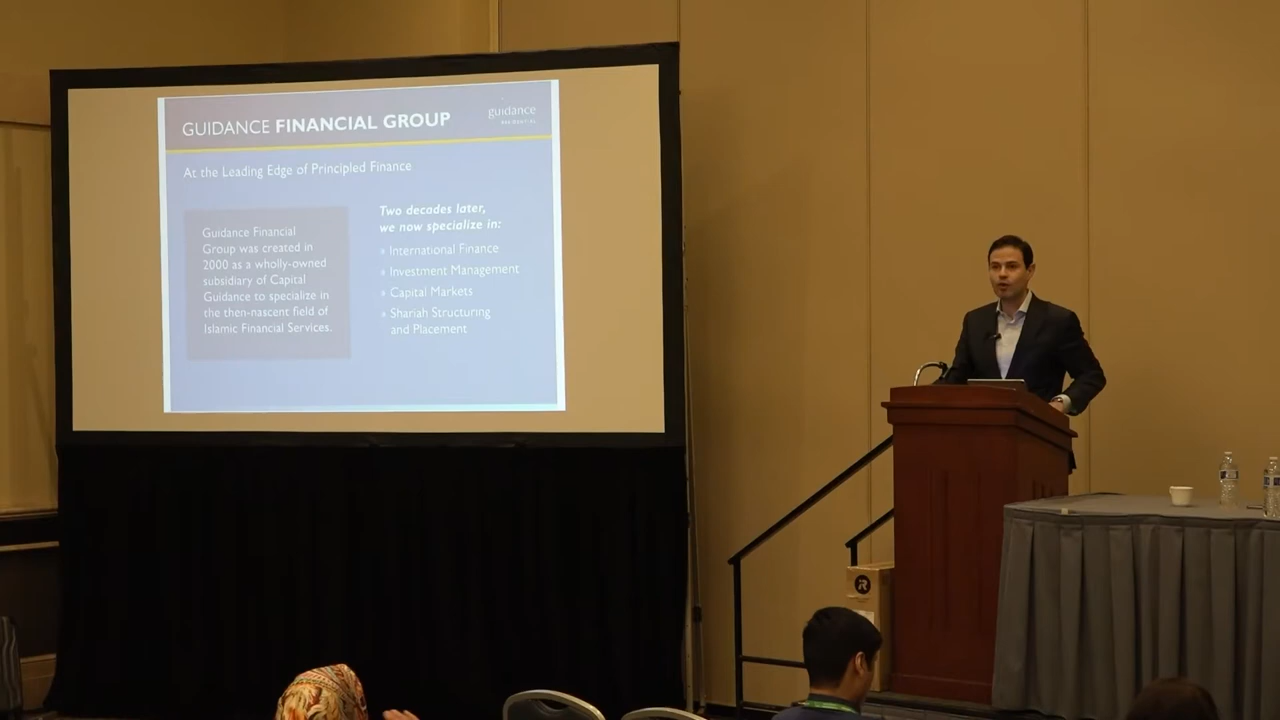 GUIDANCE FINANCIAL GROUP
guidance
RESIDENTIAL
At the Leading Edge of Principled Finance
Guidance Financial
Group was created in
2000 as a wholly-owned
subsidiary of Capital
Guidance to specialize in
the then-nascent field of
Islamic Financial Services.
Two decades later,
we now specialize in:
International Finance
Investment Management
Capital Markets
Shariah Structuring
and Placement
R